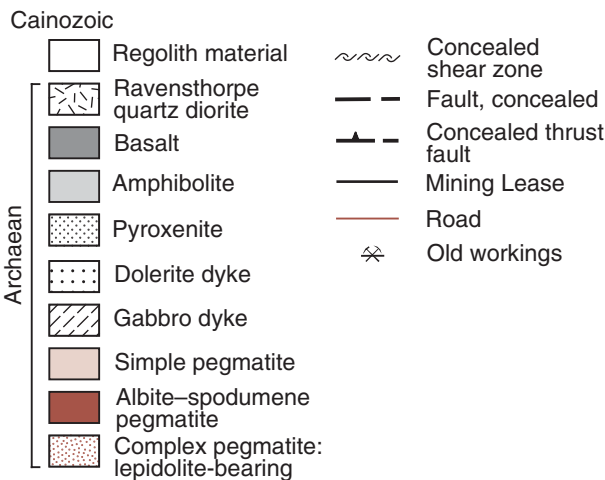 Cainozoic
Regolith material
Archaean
Ravensthorpe
quartz diorite
Basalt
Amphibolite
Pyroxenite
Dolerite dyke
Gabbro dyke
Simple pegmatite
Albite–spodumene
pegmatite
Complex pegmatite:
lepidolite-bearing
Concealed
shear zone
Fault, concealed
Concealed thrust
fault
Mining Lease
Road
Old workings